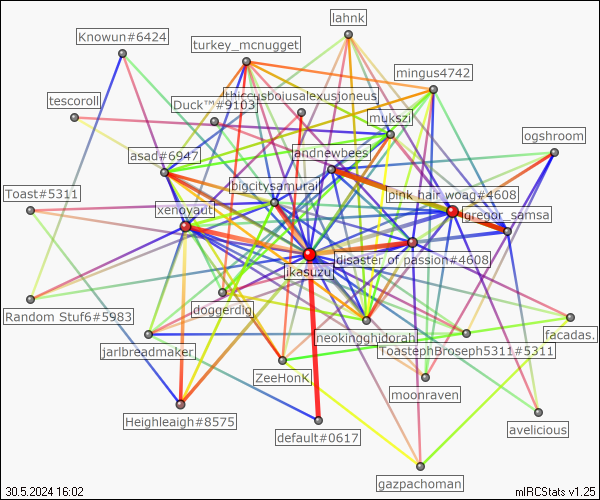 lahnk
Knowun#6424
turkey_mcnugget
mingus4742
thiccusboiusalexusjoneus
tescoroll
Duck™#9103
mukszi
ogshroom
asad#6947
andnewbees
bigcitysamurai
pink hair woag#4608
Toast#5311
xenoyaut
gregor_samsa
disaster of passion#4608
ikasuzu
doggerdig
Random Stuf6#5983
neokingghidorah
facadas.
jarlbreadmaker
ToastephBroseph5311#5311
ZeeHonK
moonraven
Heighleaigh#8575
avelicious
default#0617
gazpachoman
30.5.2024 16:02
mIRCStats v1.25